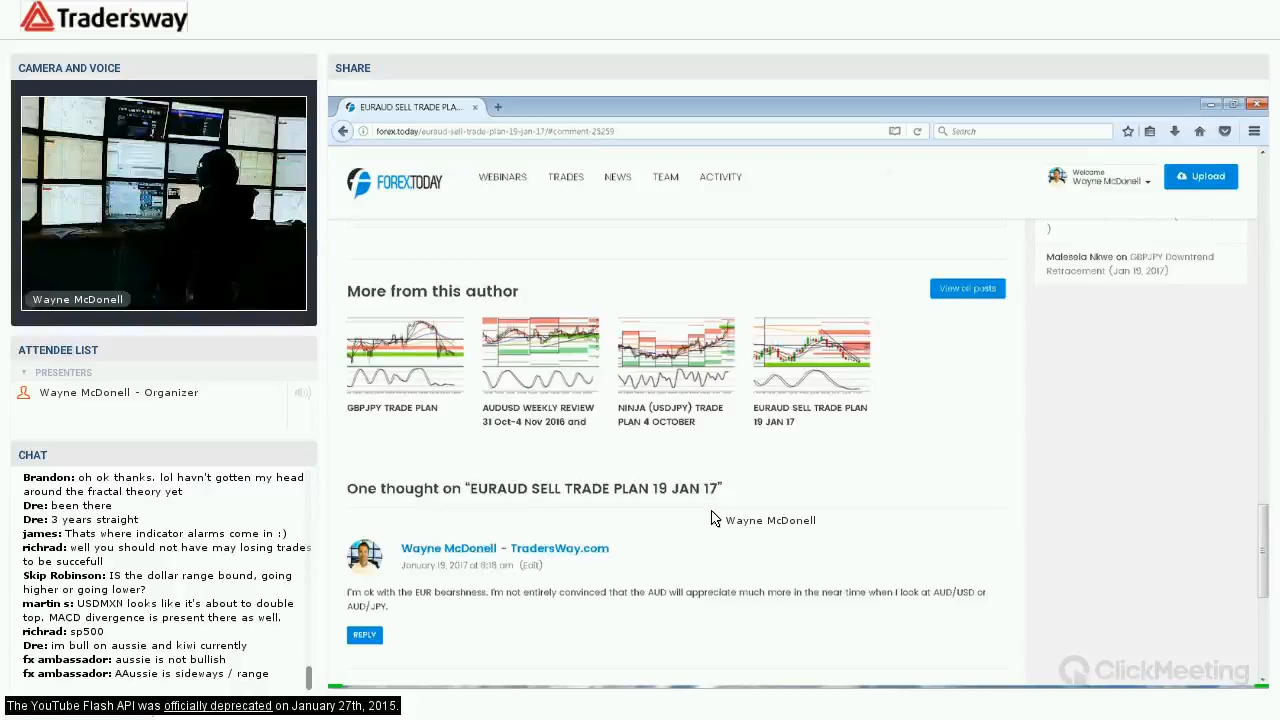 Tradersway
CAMERA AND VOICE
Wayne McDonell
ATTENDEE LIST
PRESENTERS
Wayne McDonell - Organizer
CHAT
Brandon: oh ok thanks. lol havn't gotten my head
around the fractal theory yet
Dre: been there
Dre: 3 years straight
james: Thats where indicator alarms come in :)
richrad: well you should not have may losing trades
to be succefull
Skip Robinson: IS the dollar range bound, going
higher or going lower?
martin s: USDMXN looks like it's about to double
top. MACD divergence is present there as well.
richrad: sp500
Dre: im bull on aussie and kiwi currently
fx ambassador: aussie is not bullish
fx ambassador: AAussie is sideways / range
The YouTube Flash API was officially deprecated on January 27th, 2015.
SHARE
EURAUD SELL TRADE PLA...
forex.today/euraud-sell-trade-plan-19-jan-17/#comment-25259
Search
FOREX.TODAY
WEBINARS TRADES NEWS TEAM ACTIVITY
Welcome
Wayne McDonell
Upload
)
Malesela Nkwe on GBPJPY Downtrend
Retracement (Jan 19, 2017)
More from this author
View all posts
GBPJPY TRADE PLAN
AUDUSD WEEKLY REVIEW
31 Oct-4 Nov 2016 and
NINJA (USDJPY) TRADE
PLAN 4 OCTOBER
EURAUD SELL TRADE PLAN
19 JAN 17
One thought on "EURAUD SELL TRADE PLAN 19 JAN 17"
Wayne McDonell
Wayne McDonell - TradersWay.com
January 19, 2017 at 8:18 am (Edit)
I'm ok with the EUR bearshness. I'm not entirely convinced that the AUD will appreciate much more in the near time when I look at AUD/USD or
AUD/JPY.
REPLY
ClickMeeting